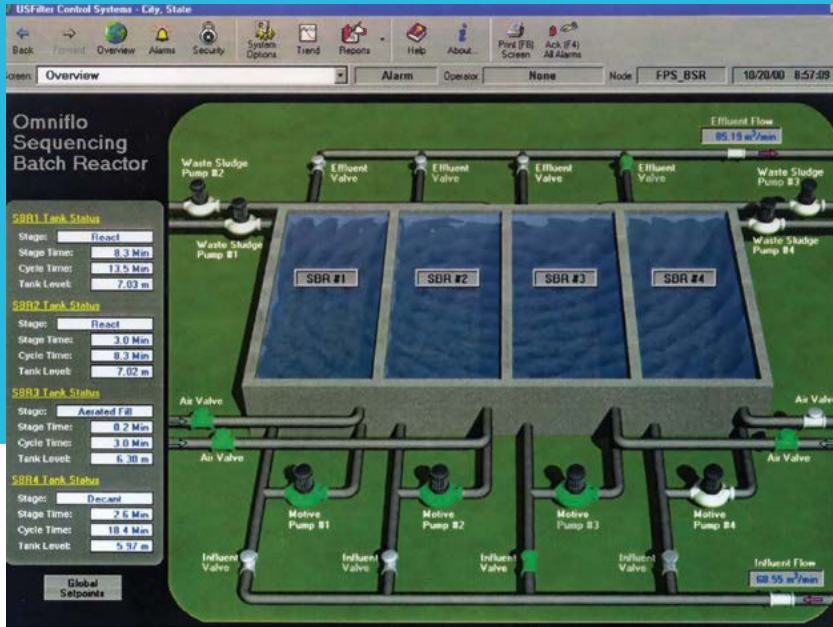 USFilter Control Systems - City, State
Back
Forward
Overview
Alarms
Security
System
Options
Trend
Reports
Help
About...
Print (F8)
Screen
Ack (F4)
All Alarms
Screen:
Overview
Alarm
Operator
None
Node
FPS_BSR
10/20/00
8:57:09
Omniflo
Sequencing
Batch Reactor
SBR1 Tank Status
Stage: React
Stage Time: 8.3 Min
Cycle Time: 13.5 Min
Tank Level: 7.03 m
SBR2 Tank Status
Stage: React
Stage Time: 3.0 Min
Cycle Time: 8.3 Min
Tank Level: 7.02 m
SBR3 Tank Status
Stage: Aerated Fill
Stage Time: 0.2 Min
Cycle Time: 3.0 Min
Tank Level: 6.30 m
SBR4 Tank Status
Stage: Decant
Stage Time: 2.6 Min
Cycle Time: 18.4 Min
Tank Level: 5.97 m
Global
Setpoints
Effluent Flow
85.19 m³/min
Waste Sludge
Pump #2
Effluent
Valve
Effluent
Valve
Effluent
Valve
Effluent
Valve
Waste Sludge
Pump #3
Waste Sludge
Pump #1
Waste Sludge
Pump #4
SBR #1
SBR #2
SBR #3
SBR #4
Air Valve
Air Valve
Air Valve
Air Valve
Motive
Pump #1
Motive
Pump #2
Motive
Pump #3
Motive
Pump #4
Influent
Valve
Influent
Valve
Influent
Valve
Influent
Valve
Influent Flow
68.55 m³/min